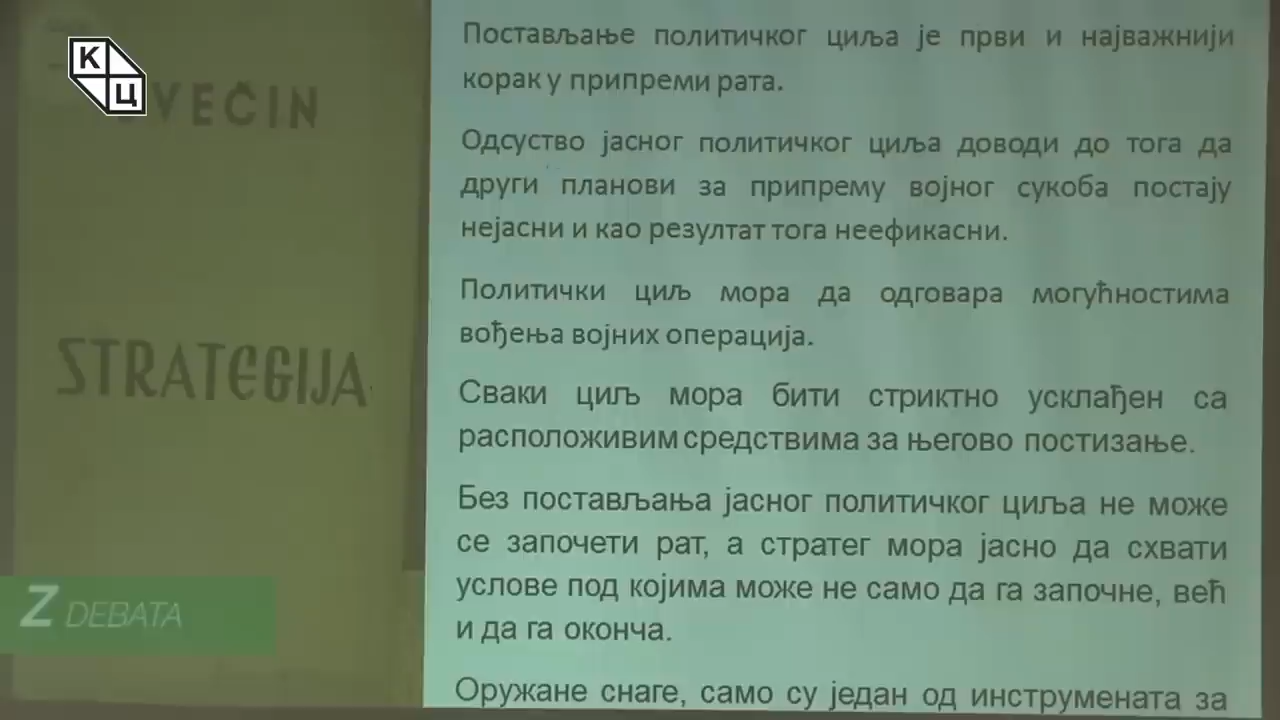 К
Ц
VEČIN
STRATEGIJA
Z DEBATA
Постављање политичког циља је први и најважнији
корак у припреми рата.
Одсуство јасног политичког циља доводи до тога да
други планови за припрему војног сукоба постају
нејасни и као резултат тога неефикасни.
Политички циљ мора да одговара могућностима
вођења војних операција.
Сваки циљ мора бити стриктно усклађен са
расположивим средствима за његово постизање.
Без постављања јасног политичког циља не може
се започети рат, а стратег мора јасно да схвати
услове под којима може не само да га започне, већ
и да га оконча.
Оружане снаге, само су један од инструмената за